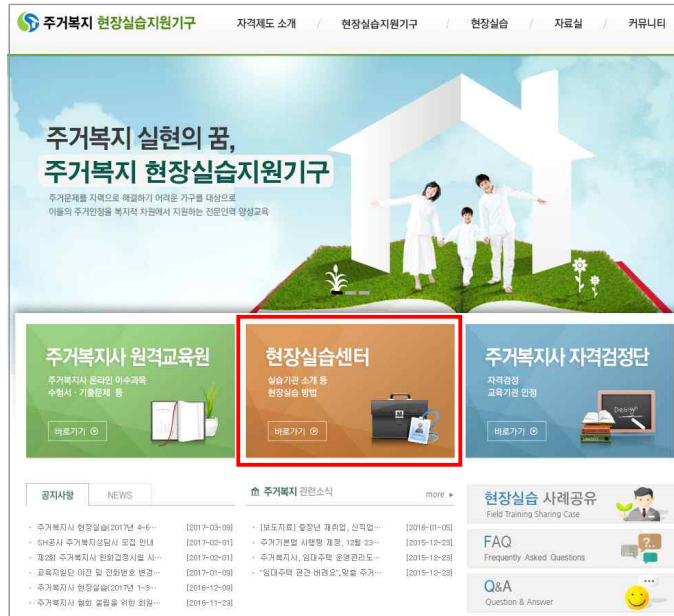 주거복지 현장실습지원기구
자격제도 소개 / 현장실습지원기구 / 현장실습 / 자료실 / 커뮤니티
주거복지 실현의 꿈,
주거복지 현장실습지원기구
주거문제를 자력으로 해결하기 어려운 가구를 대상으로
이들의 주거안정을 복지적 차원에서 지원하는 전문인력 양성교육
주거복지사 원격교육원
주거복지사 온라인 이수과목
수험서 · 기출문제 등
바로가기
현장실습센터
실습기관 소개 등
현장실습 방법
바로가기
주거복지사 자격검정단
자격검정
교육기관 인정
바로가기
Design
공지사항 NEWS
· 주거복지사 현장실습(2017년 4~6··· [2017-03-09]
· SH공사 주거복지상담사 모집 안내 [2017-02-01]
· 제2회 주거복지사 완화검정시험 시··· [2017-02-01]
· 교육지원단 이전 및 전화번호 변경··· [2017-01-09]
· 주거복지사 현장실습(2017년 1~3··· [2016-12-09]
· 주거복지사 협회 설립을 위한 회원··· [2016-11-29]
주거복지 관련소식 more
· [보도자료] 중장년 재취업, 신직업··· [2016-01-05]
· 주거기본법 시행령 제정, 12월 23··· [2015-12-23]
· 주거복지사, 임대주택 운영관리도··· [2015-12-23]
· "임대주택 편견 버려요",맞춤 주거··· [2015-12-23]
현장실습 사례공유
Field Training Sharing Case
FAQ
Frequently Asked Questions
Q&A
Question & Answer